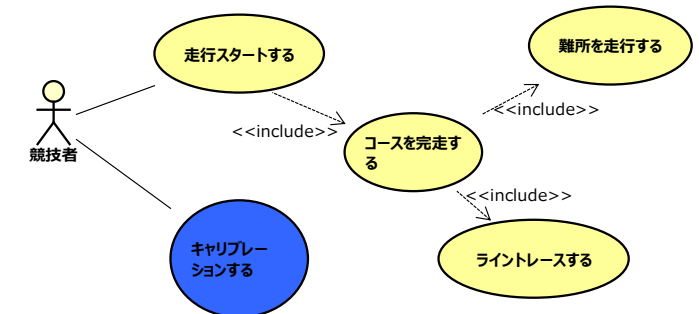 走行スタートする
難所を走行する
<<include>>
<<include>>
コースを完走す
る
競技者
<<include>>
キャリブレー
ションする
ライントレースする